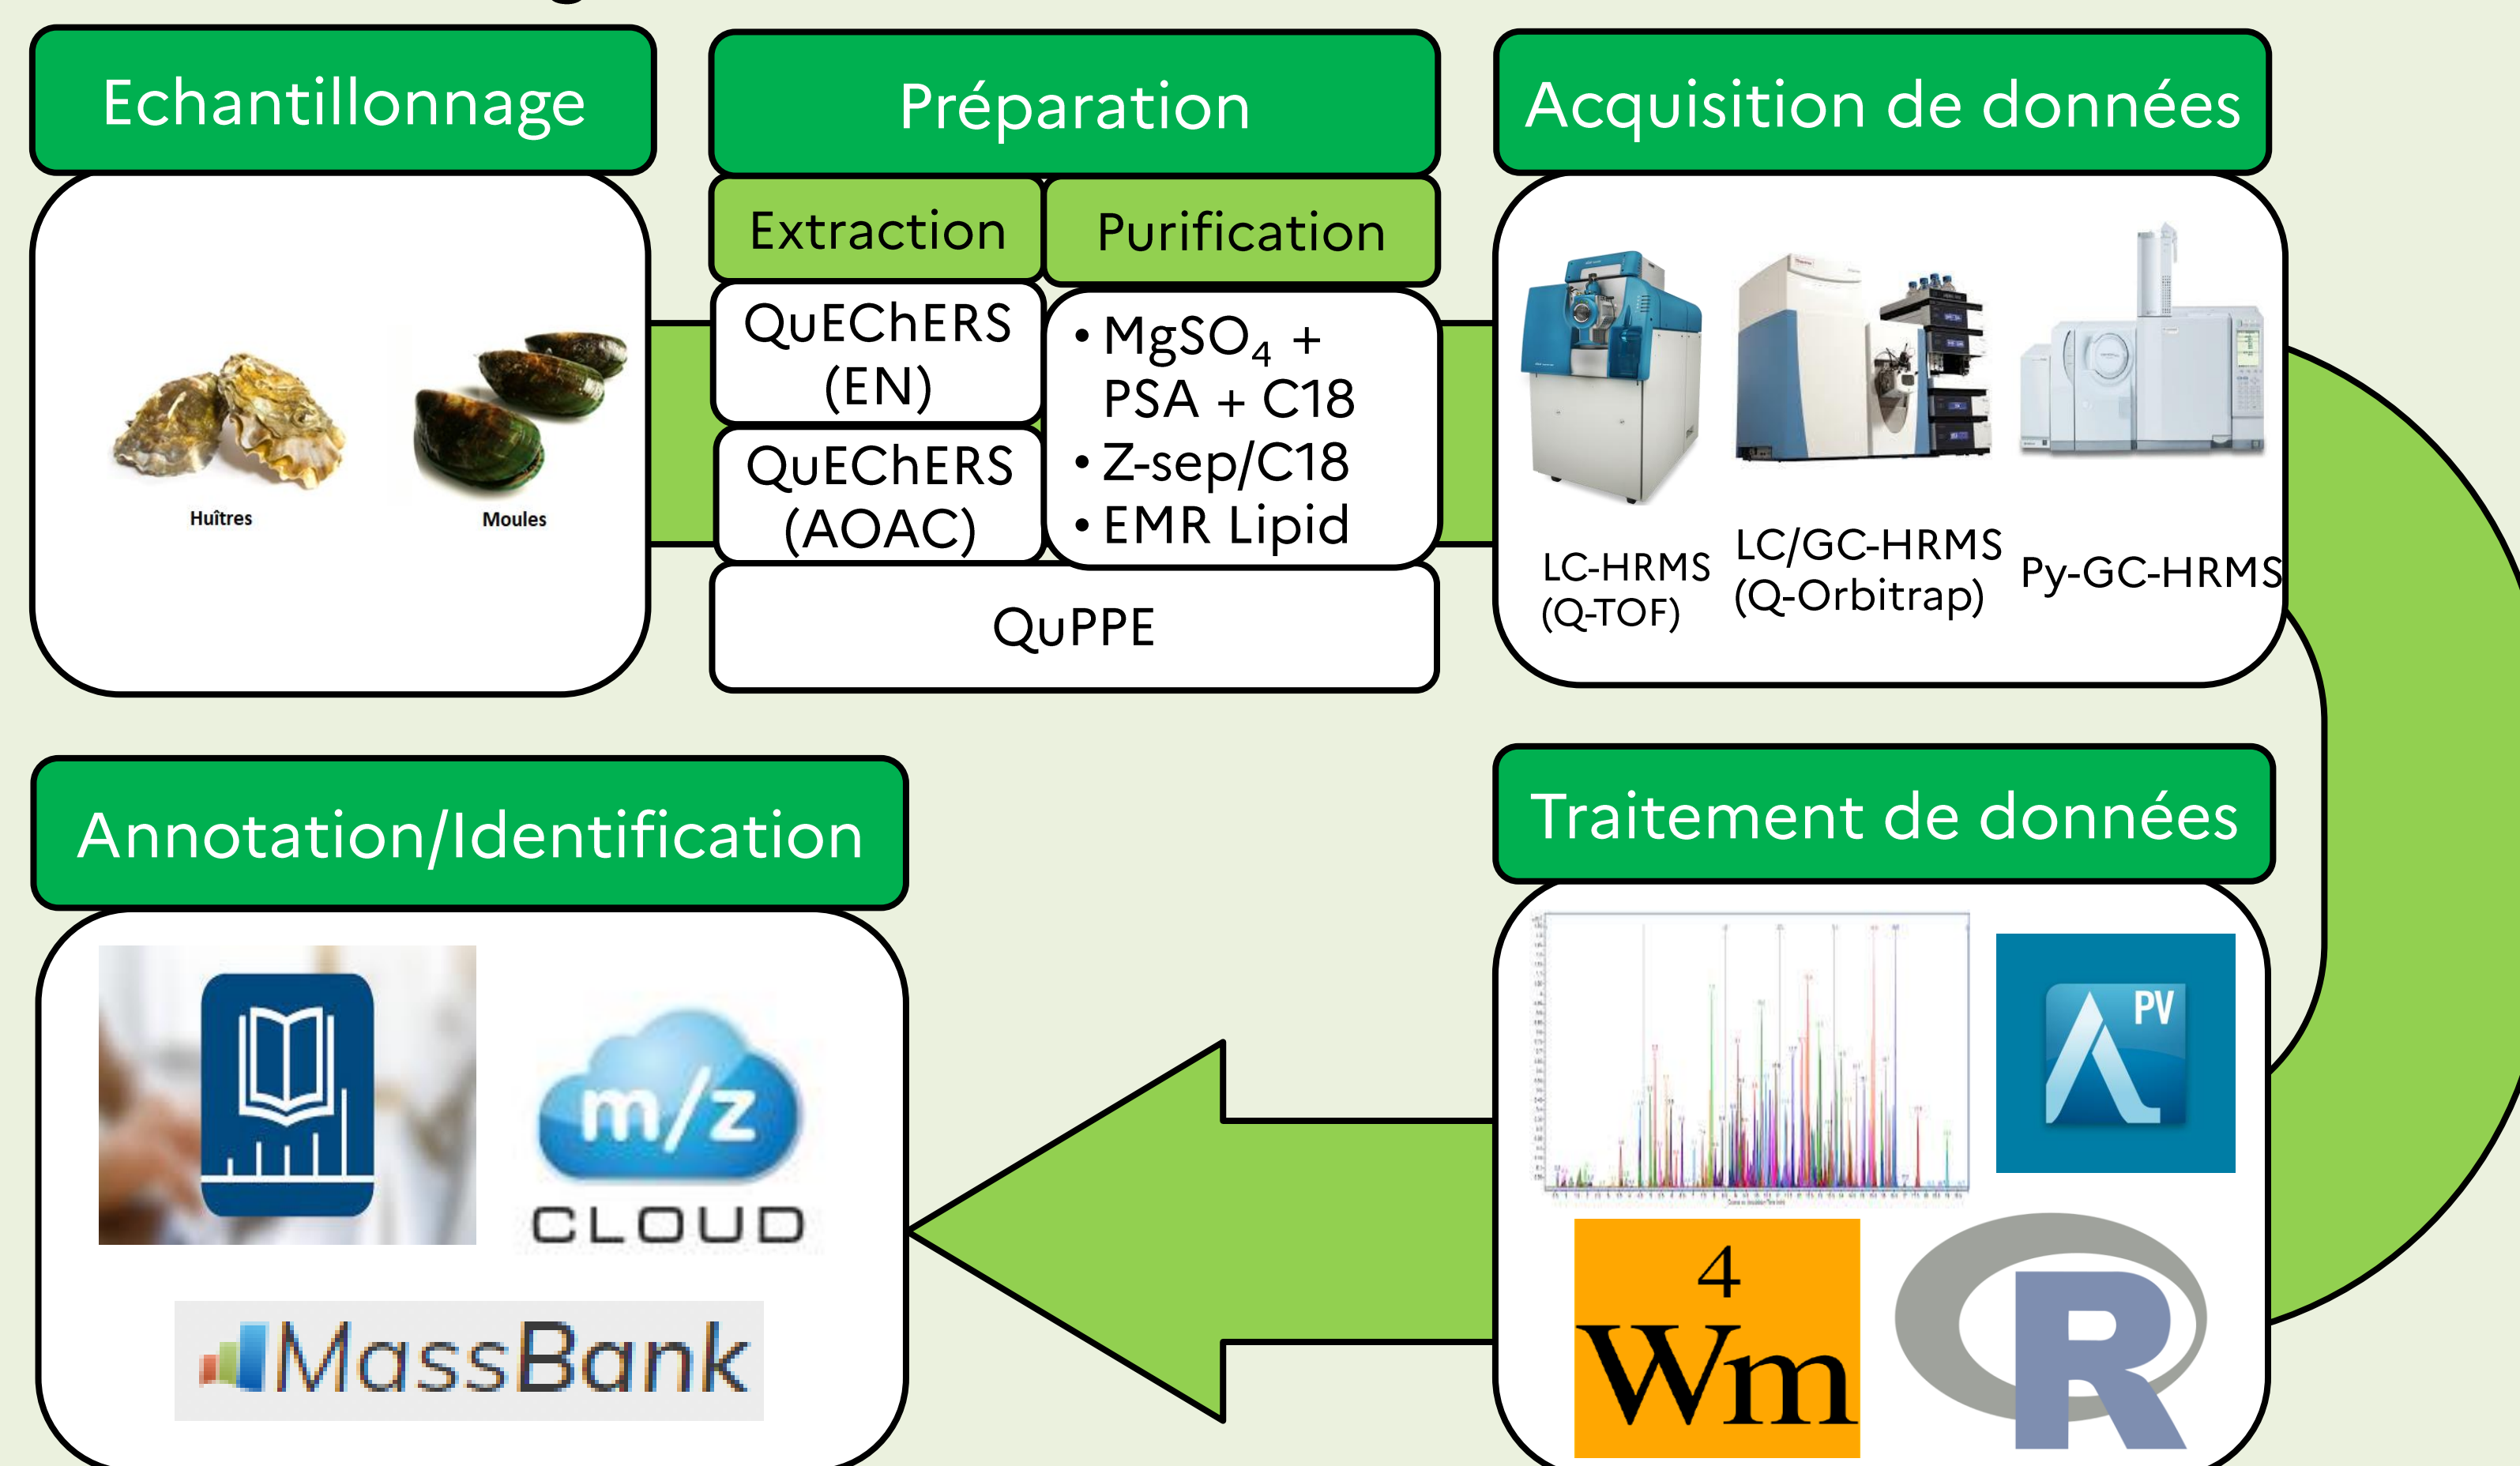 Echantillonnage
Préparation
Acquisition de données
Extraction
Purification
QuEChERS
(EN)
QuEChERS
(AOAC)
• MgSO₄ +
PSA + C18
• Z-sep/C18
• EMR Lipid
QuPPE
Huîtres
Moules
LC-HRMS
(Q-TOF)
LC/GC-HRMS
(Q-Orbitrap)
Py-GC-HRMS
Annotation/Identification
Traitement de données
m/z
CLOUD
MassBank
PV
4
Wm
R